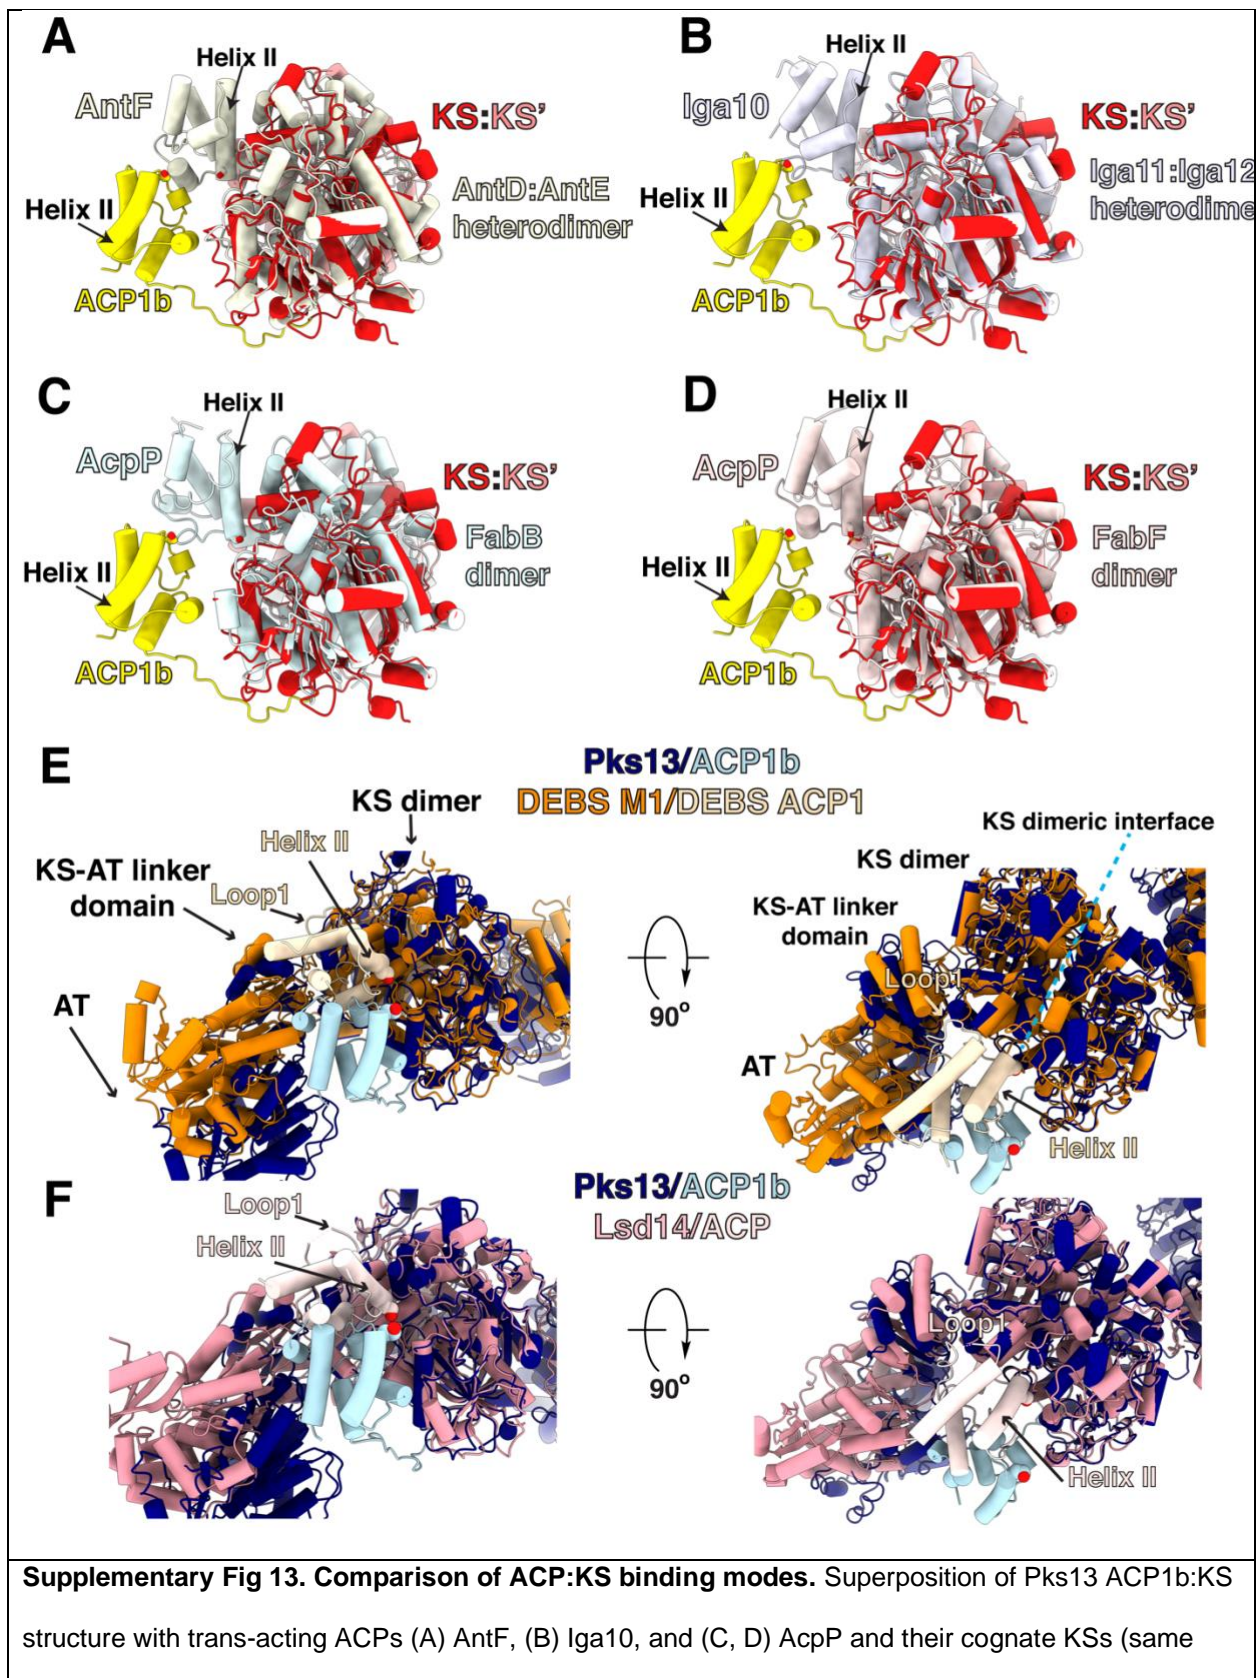 A
Helix II
AntF
KS:KS’
Helix II
AntD:AntE
heterodimer
ACP1b
B
Helix II
Iga10
KS:KS’
Helix II
Iga11:Iga12
heterodime
ACP1b
C
Helix II
AcpP
KS:KS’
Helix II
FabB
dimer
ACP1b
D
Helix II
AcpP
KS:KS’
Helix II
FabF
dimer
ACP1b
E
Pks13/ACP1b
DEBS M1/DEBS ACP1
KS dimer
Helix II
KS-AT linker
domain
Loop1
AT
90°
KS dimeric interface
KS dimer
KS-AT linker
domain
Loop1
AT
Helix II
F
Pks13/ACP1b
Lsd14/ACP
Loop1
Helix II
90°
Loop1
Helix II
Supplementary Fig 13. Comparison of ACP:KS binding modes. Superposition of Pks13 ACP1b:KS
structure with trans-acting ACPs (A) AntF, (B) Iga10, and (C, D) AcpP and their cognate KSs (same